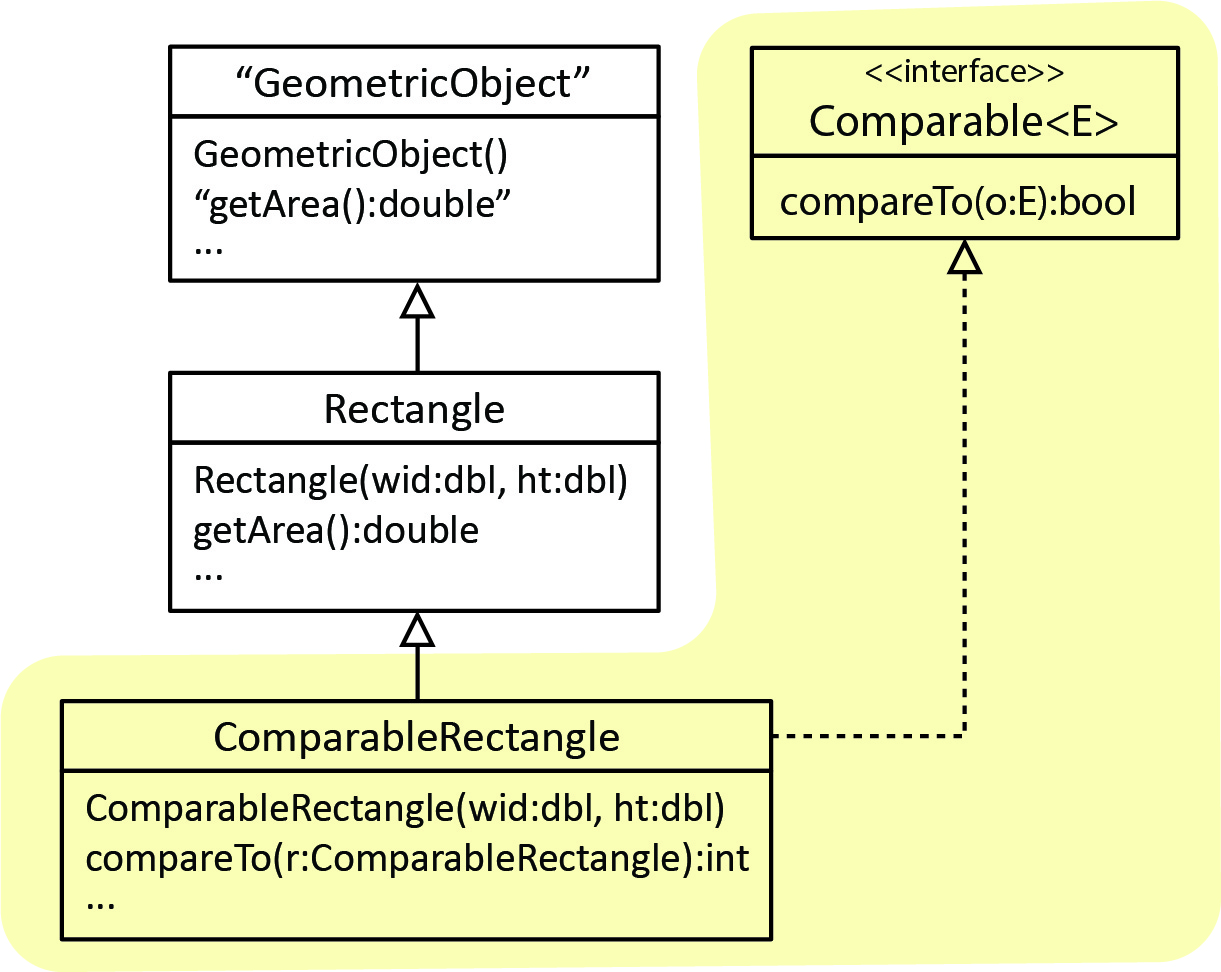 “GeometricObject”
GeometricObject()
“getArea():double”
...
<<interface>>
Comparable<E>
compareTo(o:E):bool
Rectangle
Rectangle(wid:dbl, ht:dbl)
getArea():double
...
ComparableRectangle
ComparableRectangle(wid:dbl, ht:dbl)
compareTo(r:ComparableRectangle):int
...